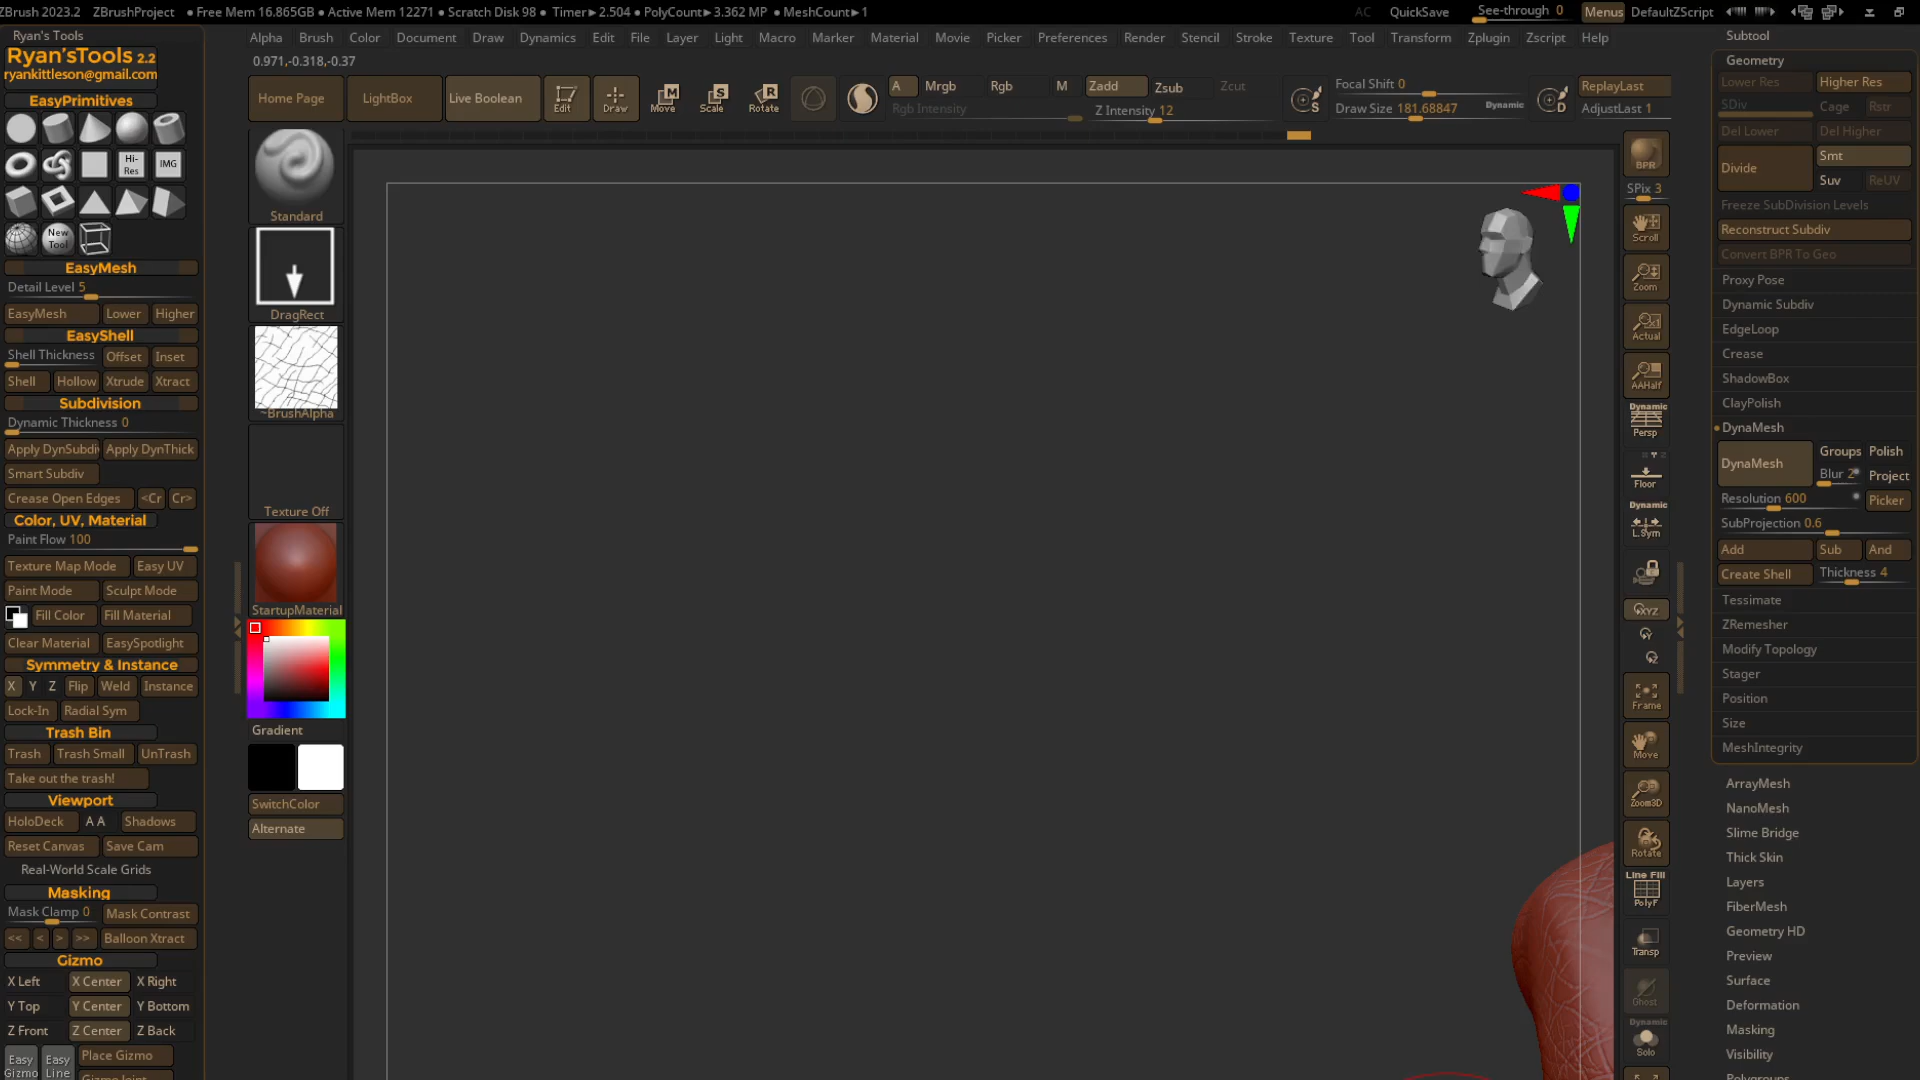 ZBrush 2023.2 ZBrushProject • Free Mem 16.865GB • Active Mem 12271 • Scratch Disk 98 • Timer▸2.504 • PolyCount▸3.362 MP • MeshCount▸1 AC QuickSave See-through 0 Menus DefaultZScript
Ryan's Tools
Alpha Brush Color Document Draw Dynamics Edit File Layer Light Macro Marker Material Movie Picker Preferences Render Stencil Stroke Texture Tool Transform Zplugin Zscript Help
0.971,-0.318,-0.37
Home Page LightBox Live Boolean Edit Draw Move Scale Rotate
A Mrgb Rgb M Zadd Zsub Zcut
Rgb Intensity Z Intensity 12
S Focal Shift 0
Draw Size 181.68847 Dynamic D
ReplayLast
AdjustLast 1
Ryan'sTools 2.2
ryankittleson@gmail.com
EasyPrimitives
Hi-Res IMG
New Tool
EasyMesh
Detail Level 5
EasyMesh Lower Higher
EasyShell
Shell Thickness Offset Inset
Shell Hollow Xtrude Xtract
Subdivision
Dynamic Thickness 0
Apply DynSubdiv Apply DynThick
Smart Subdiv
Crease Open Edges <Cr Cr>
Color, UV, Material
Paint Flow 100
Texture Map Mode Easy UV
Paint Mode Sculpt Mode
Fill Color Fill Material
Clear Material EasySpotlight
Symmetry & Instance
X Y Z Flip Weld Instance
Lock-In Radial Sym
Trash Bin
Trash Trash Small UnTrash
Take out the trash!
Viewport
HoloDeck A A Shadows
Reset Canvas Save Cam
Real-World Scale Grids
Masking
Mask Clamp 0 Mask Contrast
<< < > >> Balloon Xtract
Gizmo
X Left X Center X Right
Y Top Y Center Y Bottom
Z Front Z Center Z Back
Easy Gizmo Easy Line Place Gizmo
Gizmo Joint
Standard
DragRect
~BrushAlpha
Texture Off
StartupMaterial
Gradient
SwitchColor
Alternate
BPR
SPix 3
Scroll
Zoom
Actual
AAHalf
Dynamic
Persp
Floor
Dynamic
L.Sym
XYZ
Y
Z
Frame
Move
Zoom3D
Rotate
Line Fill
PolyF
Transp
Ghost
Dynamic
Solo
Subtool
Geometry
Lower Res Higher Res
SDiv Cage Rstr
Del Lower Del Higher
Divide Smt
Suv ReUV
Freeze SubDivision Levels
Reconstruct Subdiv
Convert BPR To Geo
Proxy Pose
Dynamic Subdiv
EdgeLoop
Crease
ShadowBox
ClayPolish
DynaMesh
DynaMesh Groups Polish
Blur 2 Project
Resolution 600 Picker
SubProjection 0.6
Add Sub And
Create Shell Thickness 4
Tessimate
ZRemesher
Modify Topology
Stager
Position
Size
MeshIntegrity
ArrayMesh
NanoMesh
Slime Bridge
Thick Skin
Layers
FiberMesh
Geometry HD
Preview
Surface
Deformation
Masking
Visibility
Polygroups